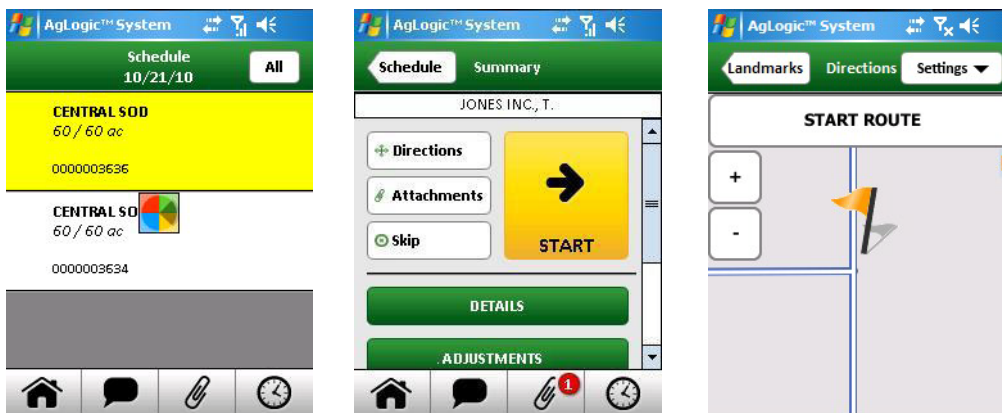 AgLogic™ System
Schedule
10/21/10
All
CENTRAL SOD
60 / 60 ac
0000003636
CENTRAL SO
60 / 60 ac
0000003634
AgLogic™ System
Schedule
Summary
JONES INC., T.
Directions
Attachments
Skip
START
DETAILS
ADJUSTMENTS
1
AgLogic™ System
Landmarks
Directions
Settings
START ROUTE
+
-